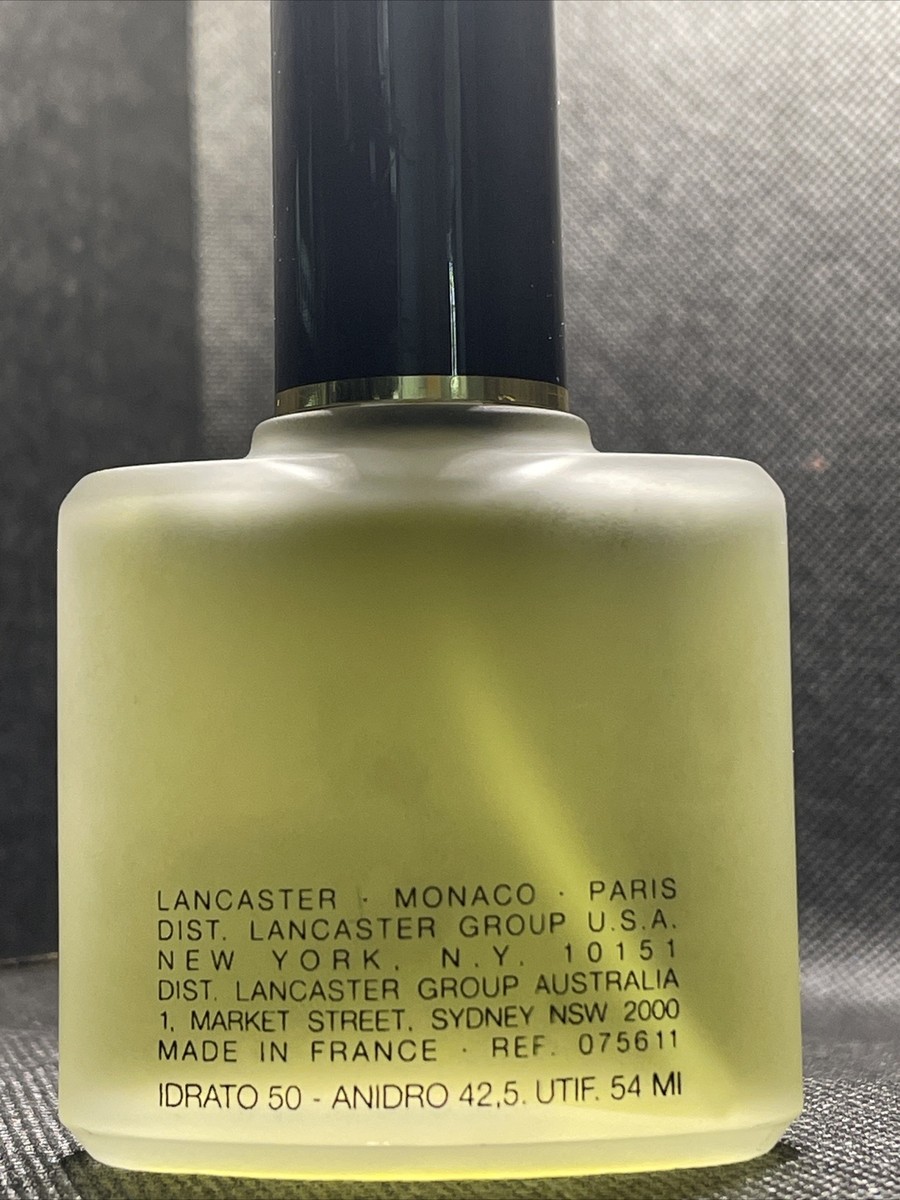 LANCASTER · MONACO · PARIS
DIST. LANCASTER GROUP U.S.A.
NEW YORK, N.Y. 10151
DIST. LANCASTER GROUP AUSTRALIA
1, MARKET STREET, SYDNEY NSW 2000
MADE IN FRANCE · REF. 075611
IDRATO 50 - ANIDRO 42,5. UTIF. 54 Ml